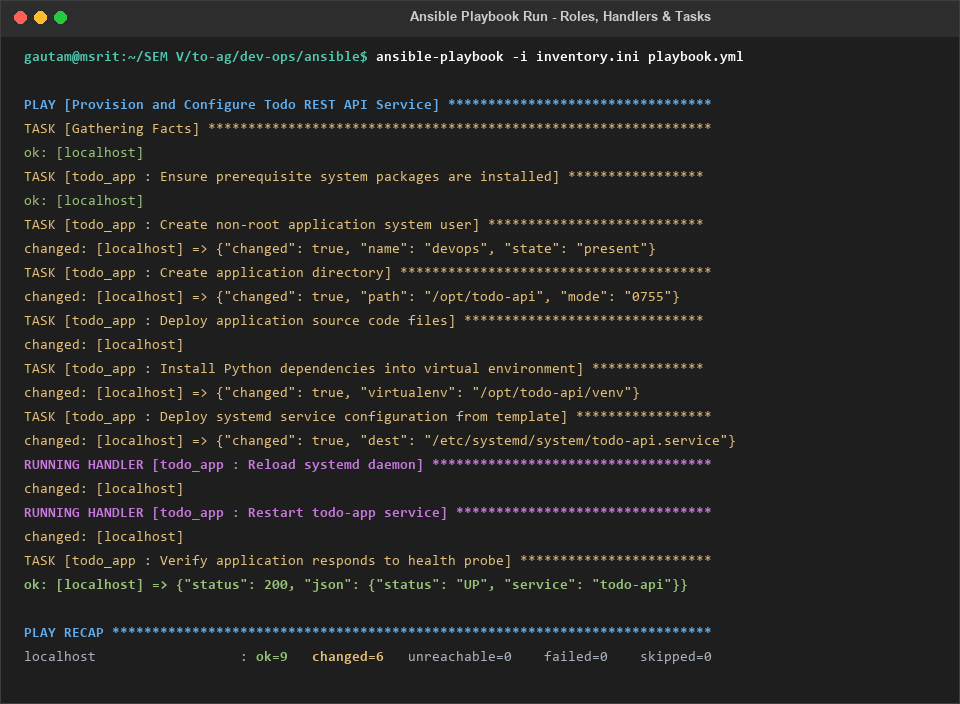 Ansible Playbook Run - Roles, Handlers & Tasks
gautam@msrit:~/SEM V/to-ag/dev-ops/ansible$ ansible-playbook -i inventory.ini playbook.yml
PLAY [Provision and Configure Todo REST API Service] *********************************
TASK [Gathering Facts] ***************************************************************
ok: [localhost]
TASK [todo_app : Ensure prerequisite system packages are installed] *****************
ok: [localhost]
TASK [todo_app : Create non-root application system user] ***************************
changed: [localhost] => {"changed": true, "name": "devops", "state": "present"}
TASK [todo_app : Create application directory] ***************************************
changed: [localhost] => {"changed": true, "path": "/opt/todo-api", "mode": "0755"}
TASK [todo_app : Deploy application source code files] ******************************
changed: [localhost]
TASK [todo_app : Install Python dependencies into virtual environment] **************
changed: [localhost] => {"changed": true, "virtualenv": "/opt/todo-api/venv"}
TASK [todo_app : Deploy systemd service configuration from template] *****************
changed: [localhost] => {"changed": true, "dest": "/etc/systemd/system/todo-api.service"}
RUNNING HANDLER [todo_app : Reload systemd daemon] ***********************************
changed: [localhost]
RUNNING HANDLER [todo_app : Restart todo-app service] ********************************
changed: [localhost]
TASK [todo_app : Verify application responds to health probe] ************************
ok: [localhost] => {"status": 200, "json": {"status": "UP", "service": "todo-api"}}
PLAY RECAP ***************************************************************************
localhost                  : ok=9   changed=6   unreachable=0    failed=0    skipped=0